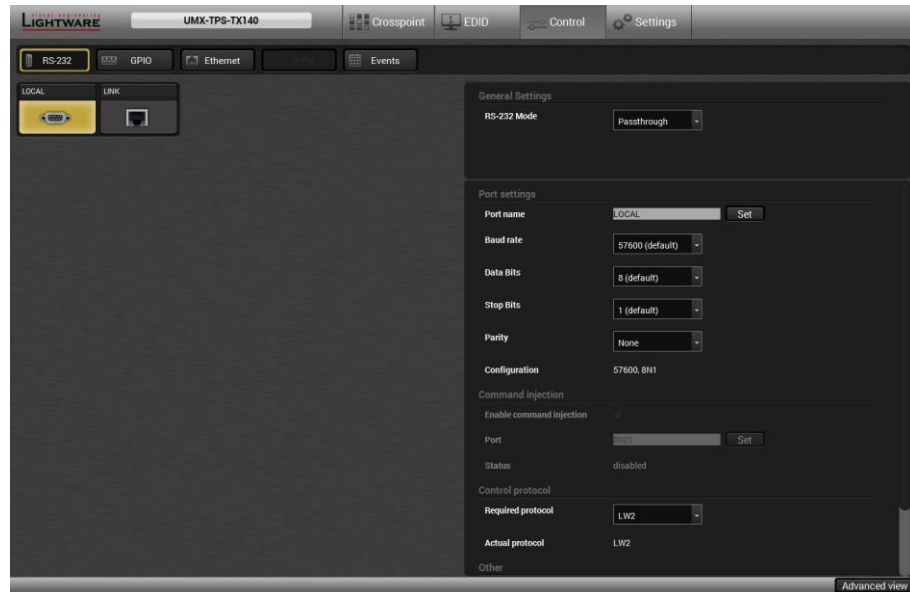 visual engineering
LIGHTWARE
UMX-TPS-TX140
Crosspoint
EDID
Control
Settings
RS-232
GPIO
Ethernet
Events
LOCAL
LINK
General Settings
RS-232 Mode
Passthrough
Port settings
Port name
LOCAL
Set
Baud rate
57600 (default)
Data Bits
8 (default)
Stop Bits
1 (default)
Parity
None
Configuration
57600, 8N1
Command injection
Enable command injection
Port
8001
Set
Status
disabled
Control protocol
Required protocol
LW2
Actual protocol
LW2
Other
Advanced view